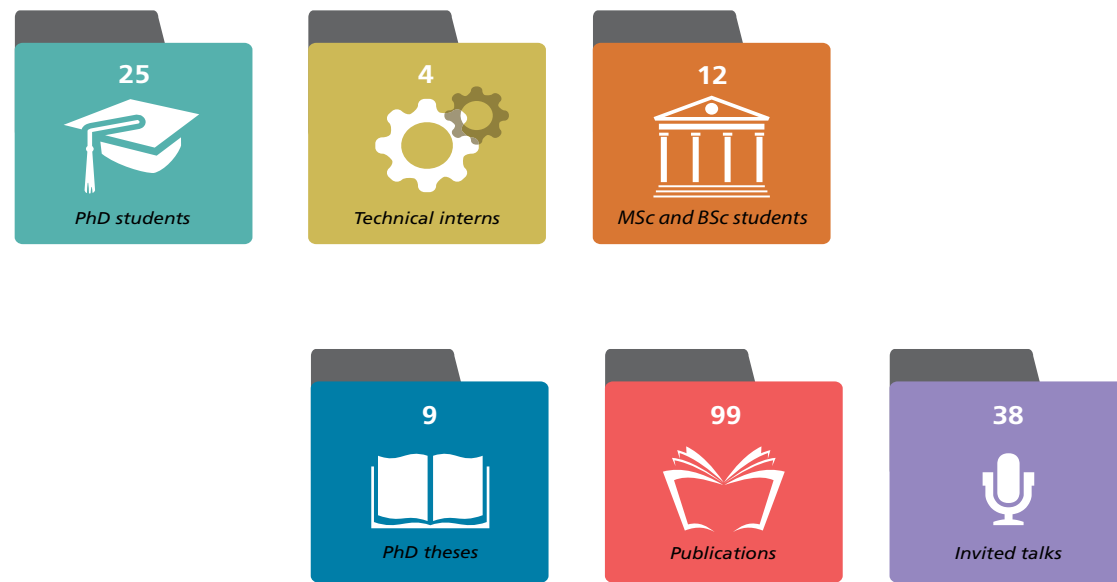 25
PhD students
4
Technical interns
12
MSc and BSc students
9
PhD theses
99
Publications
38
Invited talks